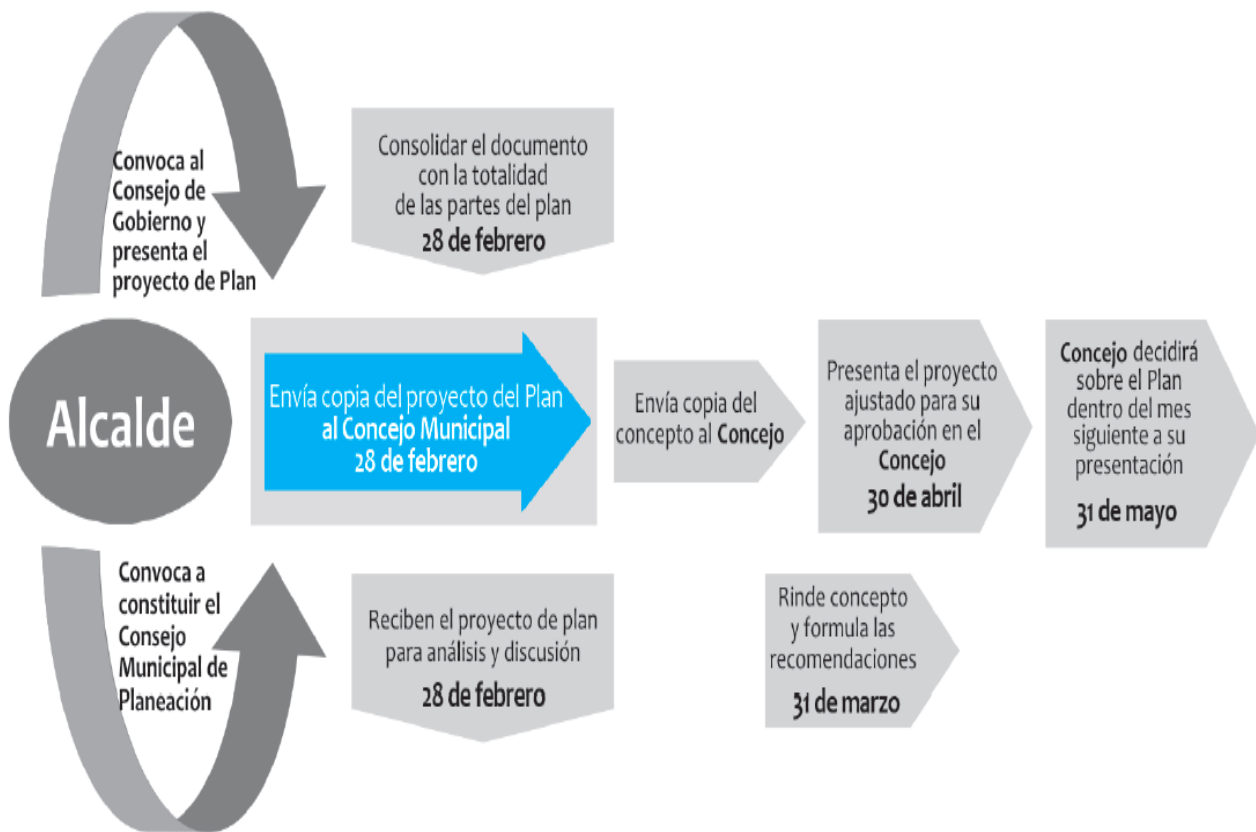 Convoca al
Consejo de
Gobierno y
presenta el
proyecto de Plan
Consolidar el documento
con la totalidad
de las partes del plan
28 de febrero
Alcalde
Envía copia del proyecto del Plan
al Concejo Municipal
28 de febrero
Envía copia del
concepto al Concejo
Presenta el proyecto
ajustado para su
aprobación en el
Concejo
30 de abril
Concejo decidirá
sobre el Plan
dentro del mes
siguiente a su
presentación
31 de mayo
Convoca a
constituir el
Consejo
Municipal de
Planeación
Reciben el proyecto de plan
para análisis y discusión
28 de febrero
Rinde concepto
y formula las
recomendaciones
31 de marzo